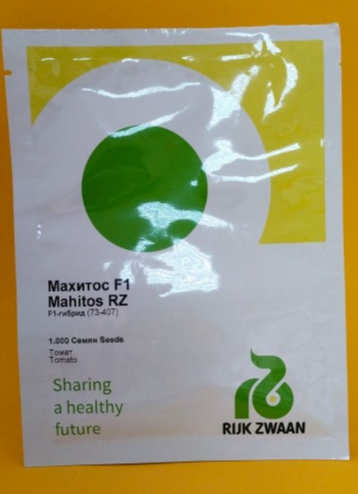 Махитос F1
Mahitos RZ
F1-гибрид (73-407)
1.000 Семян Seeds
Томат
Tomato
Sharing
a healthy
future
RIJK ZWAAN